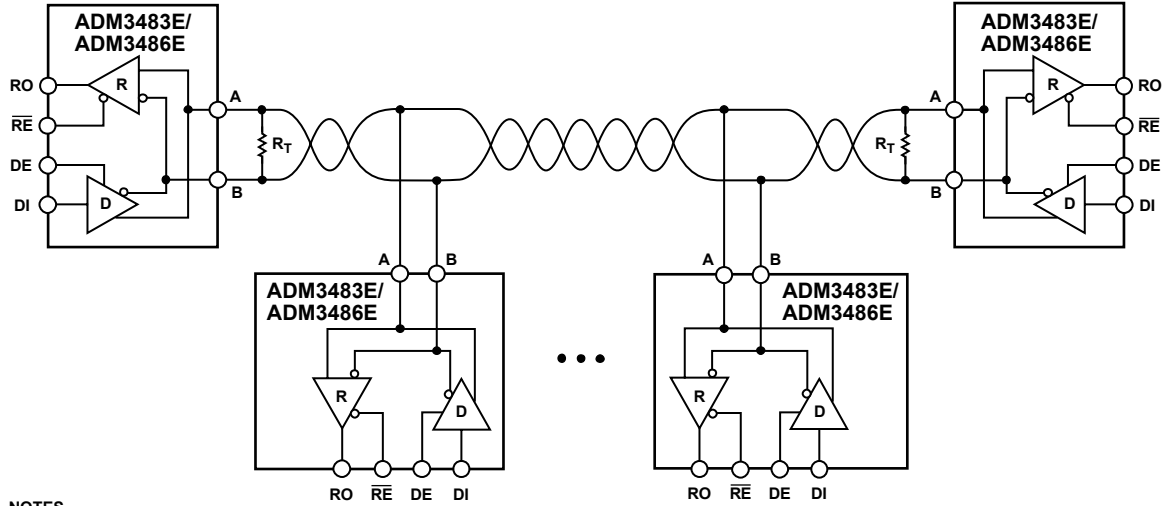 ADM3483E/
ADM3486E
RO
R
RE
DE
D
DI
A
B
RT
RT
A
B
ADM3483E/
ADM3486E
R
RO
RE
DE
D
DI
A
B
ADM3483E/
ADM3486E
R
D
RO
RE
DE
DI
•••
A
B
ADM3483E/
ADM3486E
R
D
RO
RE
DE
DI
NOTES